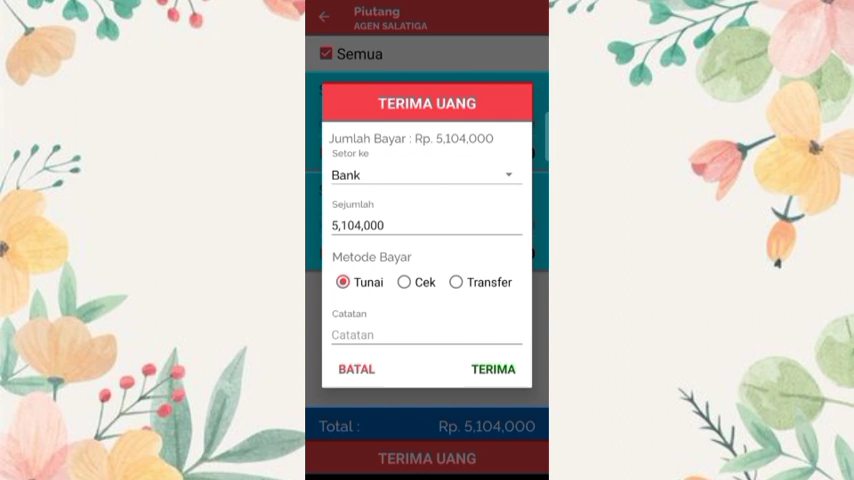 Piutang
AGEN SALATIGA
Semua
TERIMA UANG
Jumlah Bayar : Rp. 5,104,000
Setor ke
Bank
Sejumlah
5,104,000
Metode Bayar
Tunai Cek Transfer
Catatan
Catatan
BATAL TERIMA
Total : Rp. 5,104,000
TERIMA UANG